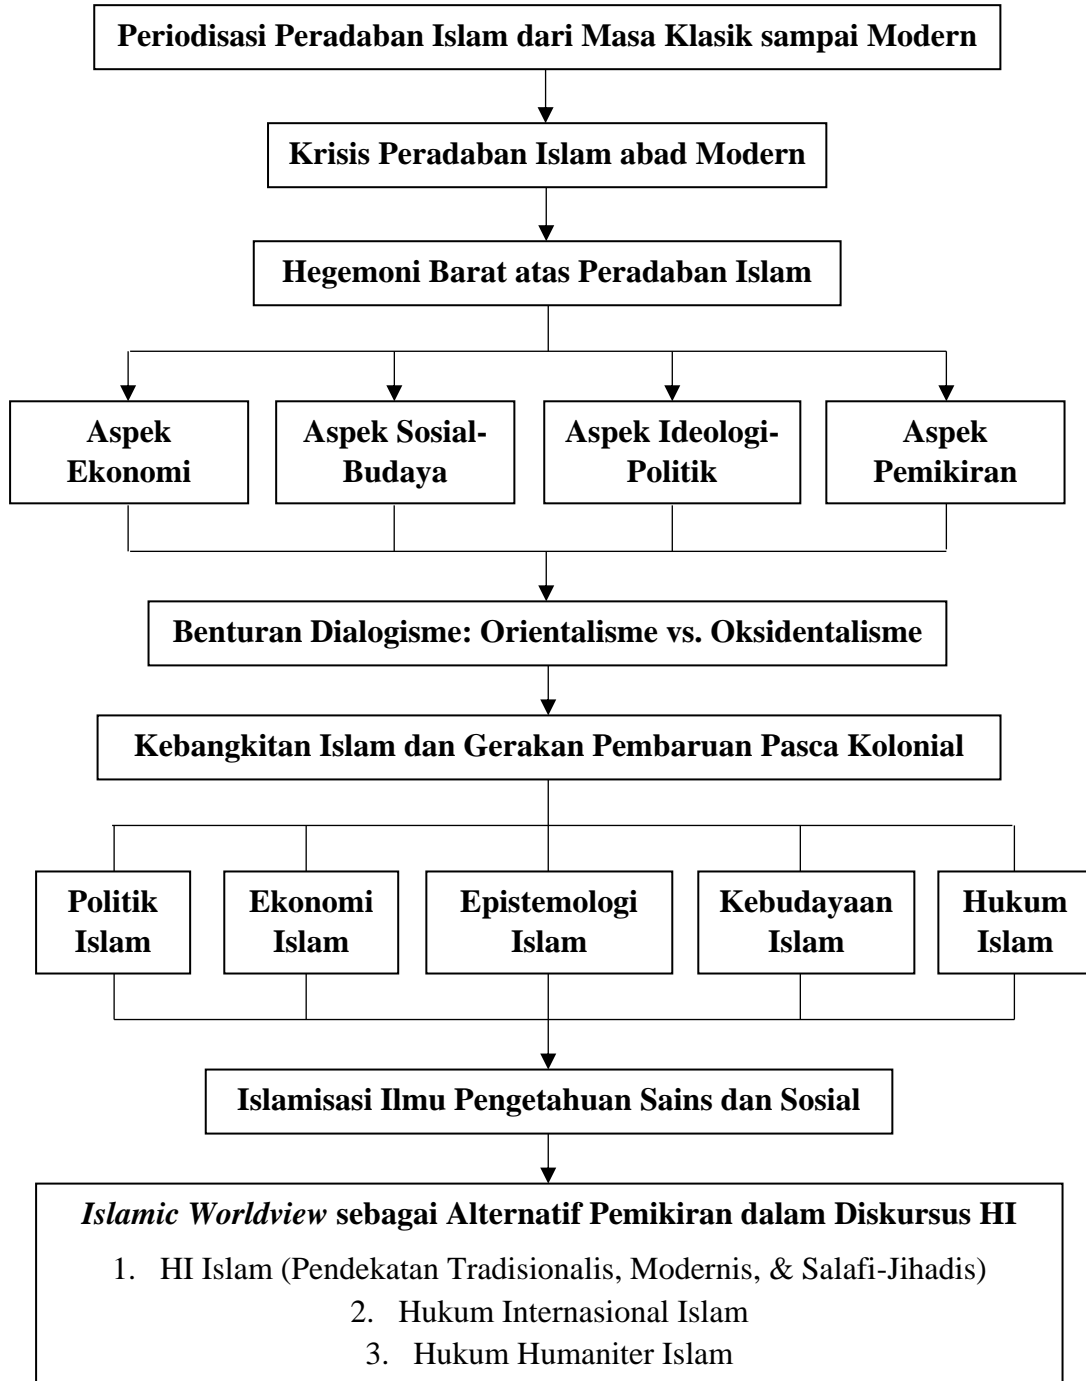 Periodisasi Peradaban Islam dari Masa Klasik sampai Modern
Krisis Peradaban Islam abad Modern
Hegemoni Barat atas Peradaban Islam
Aspek
Ekonomi
Aspek Sosial-
Budaya
Aspek Ideologi-
Politik
Aspek
Pemikiran
Benturan Dialogisme: Orientalisme vs. Oksidentalisme
Kebangkitan Islam dan Gerakan Pembaruan Pasca Kolonial
Politik
Islam
Ekonomi
Islam
Epistemologi
Islam
Kebudayaan
Islam
Hukum
Islam
Islamisasi Ilmu Pengetahuan Sains dan Sosial
Islamic Worldview sebagai Alternatif Pemikiran dalam Diskursus HI
1. HI Islam (Pendekatan Tradisionalis, Modernis, & Salafi-Jihadis)
2. Hukum Internasional Islam
3. Hukum Humaniter Islam